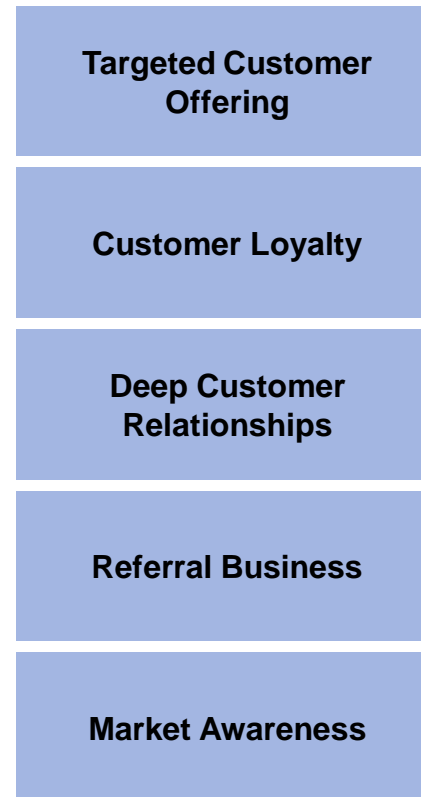 Targeted Customer
Offering
Customer Loyalty
Deep Customer
Relationships
Referral Business
Market Awareness